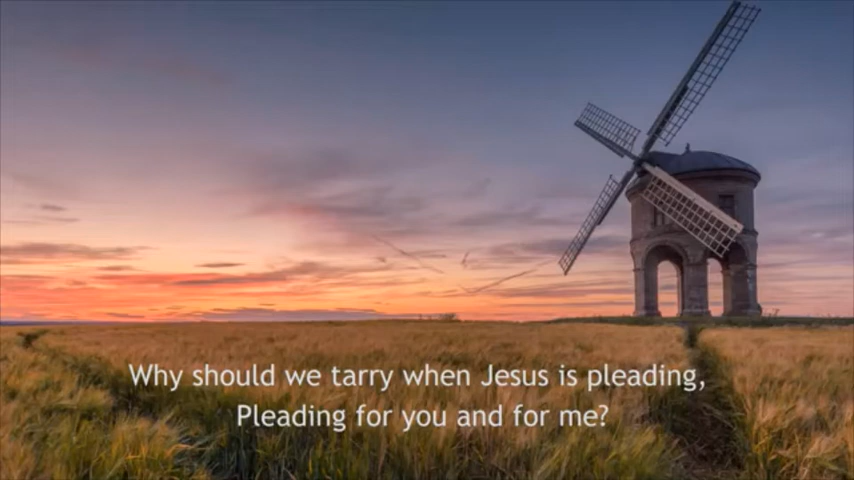 Why should we tarry when Jesus is pleading,
Pleading for you and for me?